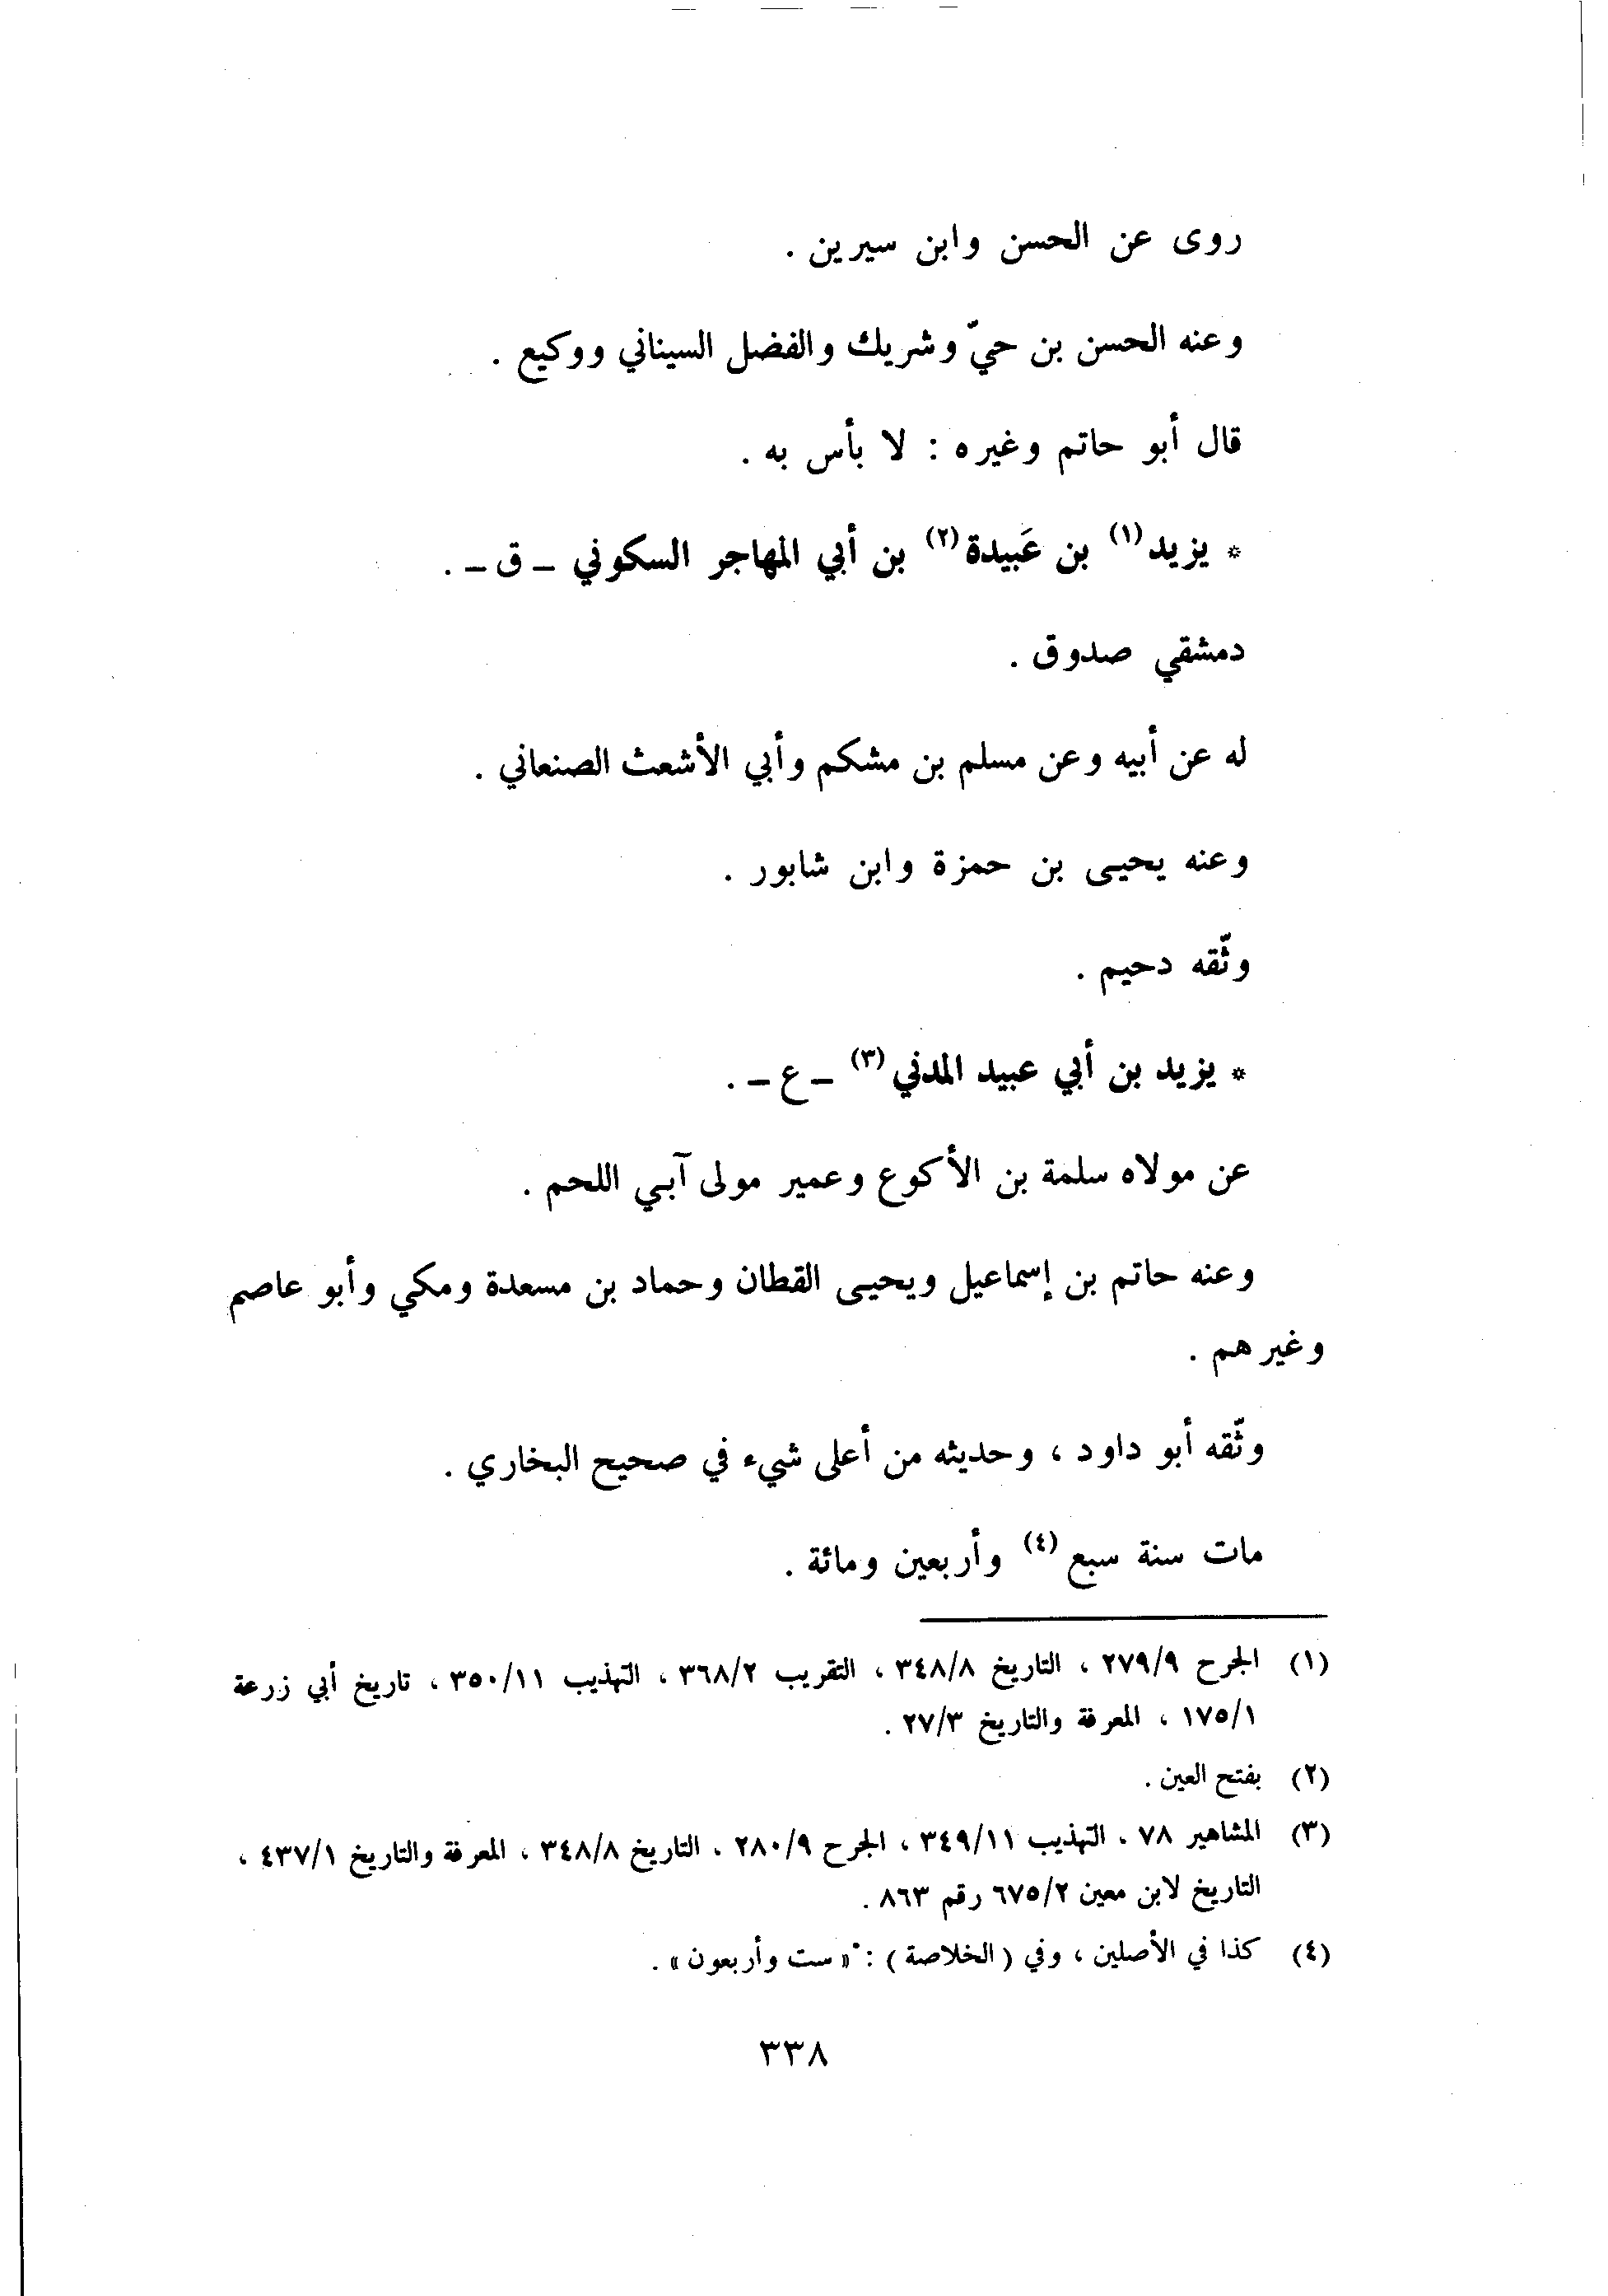 روى عن الحسن وابن سيرين .
وعنه الحسن بن حيّ وشريك والفضل السيناني ووكيع .
قال أبو حاتم وغيره : لا بأس به .
* يزيد(١) بن عَبيدة(٢) بن أبي المهاجر السكوني - ق - .
دمشقي صدوق .
له عن أبيه وعن مسلم بن مشكم وأبي الأشعث الصنعاني .
وعنه يحيى بن حمزة وابن شابور .
وثّقه دحيم .
* يزيد بن أبي عبيد المدني(٣) - ع - .
عن مولاه سلمة بن الأكوع وعمير مولى آبي اللحم .
وعنه حاتم بن إسماعيل ويحيى القطان وحماد بن مسعدة ومكي وأبو عاصم
وغيرهم .
وثّقه أبو داود ، وحديثه من أعلى شيء في صحيح البخاري .
مات سنة سبع(٤) وأربعين ومائة .
(١) الجرح ٢٧٩/٩ ، التاريخ ٣٤٨/٨ ، التقريب ٣٦٨/٢ ، التهذيب ٣٥٠/١١ ، تاريخ أبي زرعة
١٧٥/١ ، المعرفة والتاريخ ٢٧/٣ .
(٢) بفتح العين .
(٣) المشاهير ٧٨ ، التهذيب ٣٤٩/١١ ، الجرح ٢٨٠/٩ ، التاريخ ٣٤٨/٨ ، المعرفة والتاريخ ٤٣٧/١ ،
التاريخ لابن معين ٦٧٥/٢ رقم ٨٦٣ .
(٤) كذا في الأصلين ، وفي ( الخلاصة ) : « ست وأربعون » .
٣٣٨